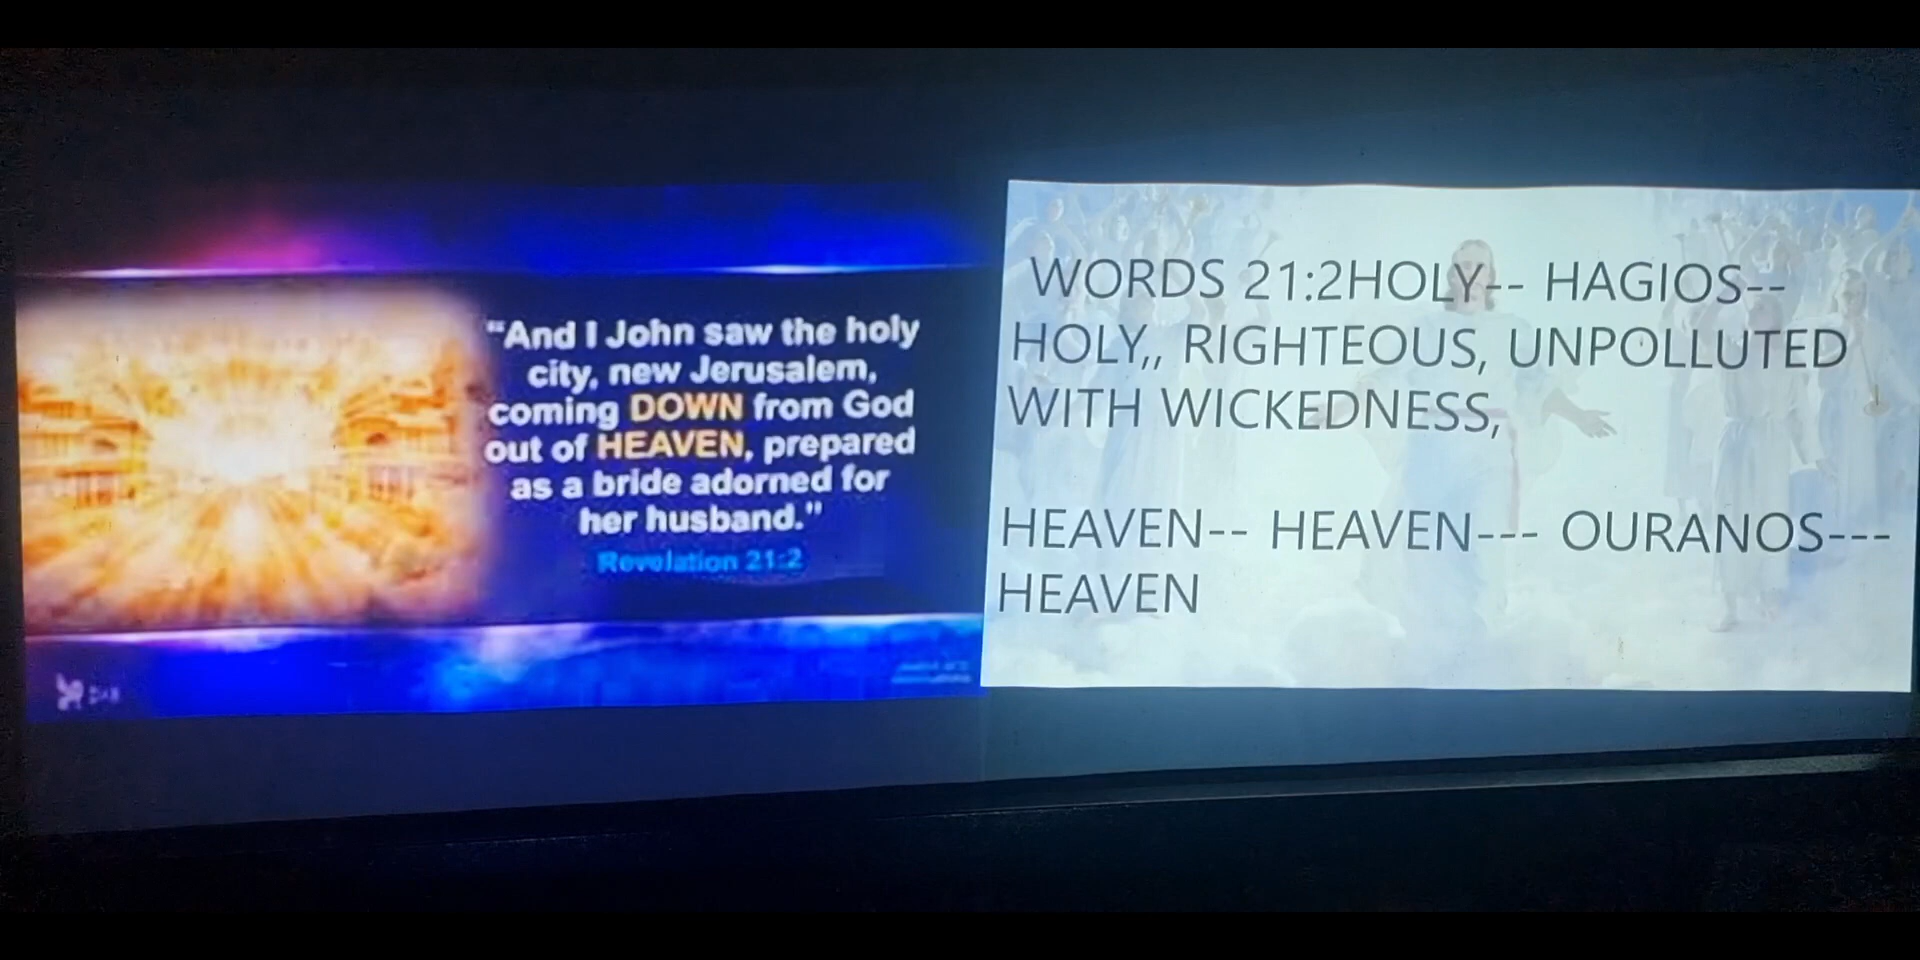 "And I John saw the holy
city, new Jerusalem,
coming DOWN from God
out of HEAVEN, prepared
as a bride adorned for
her husband."
Revelation 21:2
WORDS 21:2HOLY-- HAGIOS--
HOLY,, RIGHTEOUS, UNPOLLUTED
WITH WICKEDNESS,
HEAVEN-- HEAVEN--- OURANOS---
HEAVEN